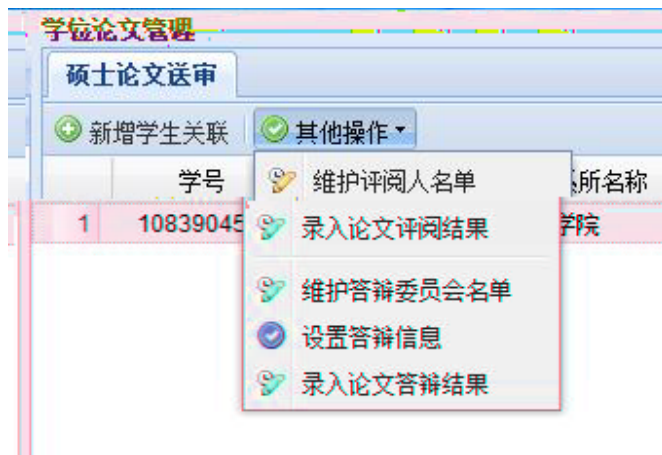 学位论文管理
硕士论文送审
新增学生关联 其他操作
学号 所名称
1 10839045 学院
维护评阅人名单
录入论文评阅结果
维护答辩委员会名单
设置答辩信息
录入论文答辩结果